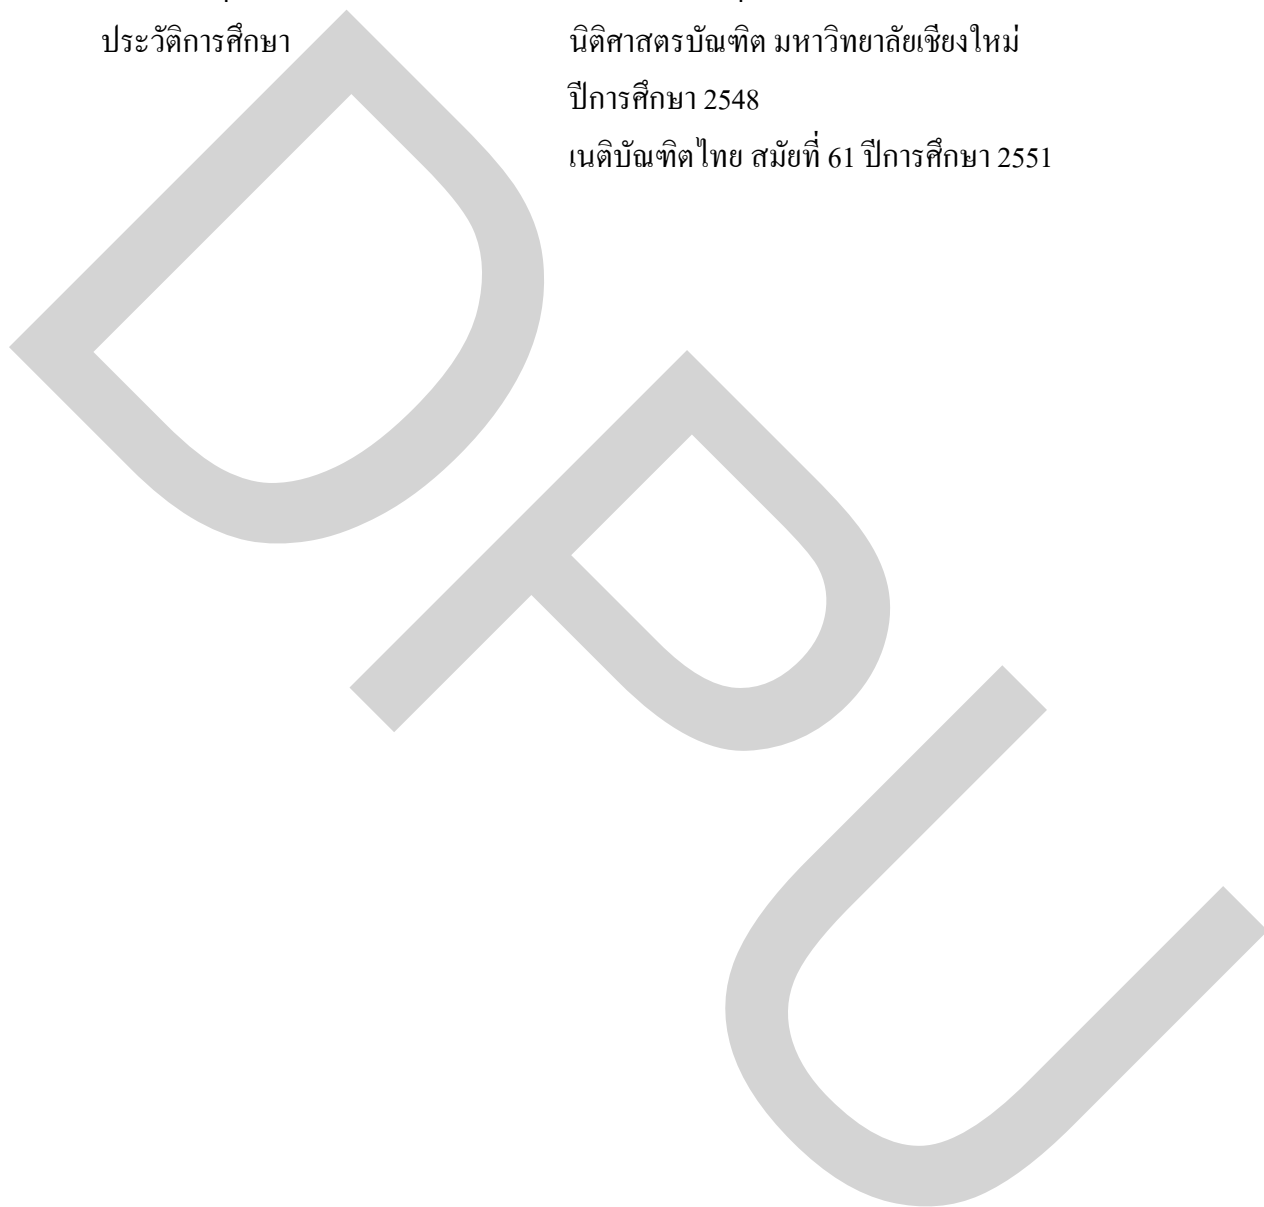 ประวัติการศึกษา นิติศาสตรบัณฑิต มหาวิทยาลัยเชียงใหม่
ปีการศึกษา 2548
เนติบัณฑิตไทย สมัยที่ 61 ปีการศึกษา 2551
DPU